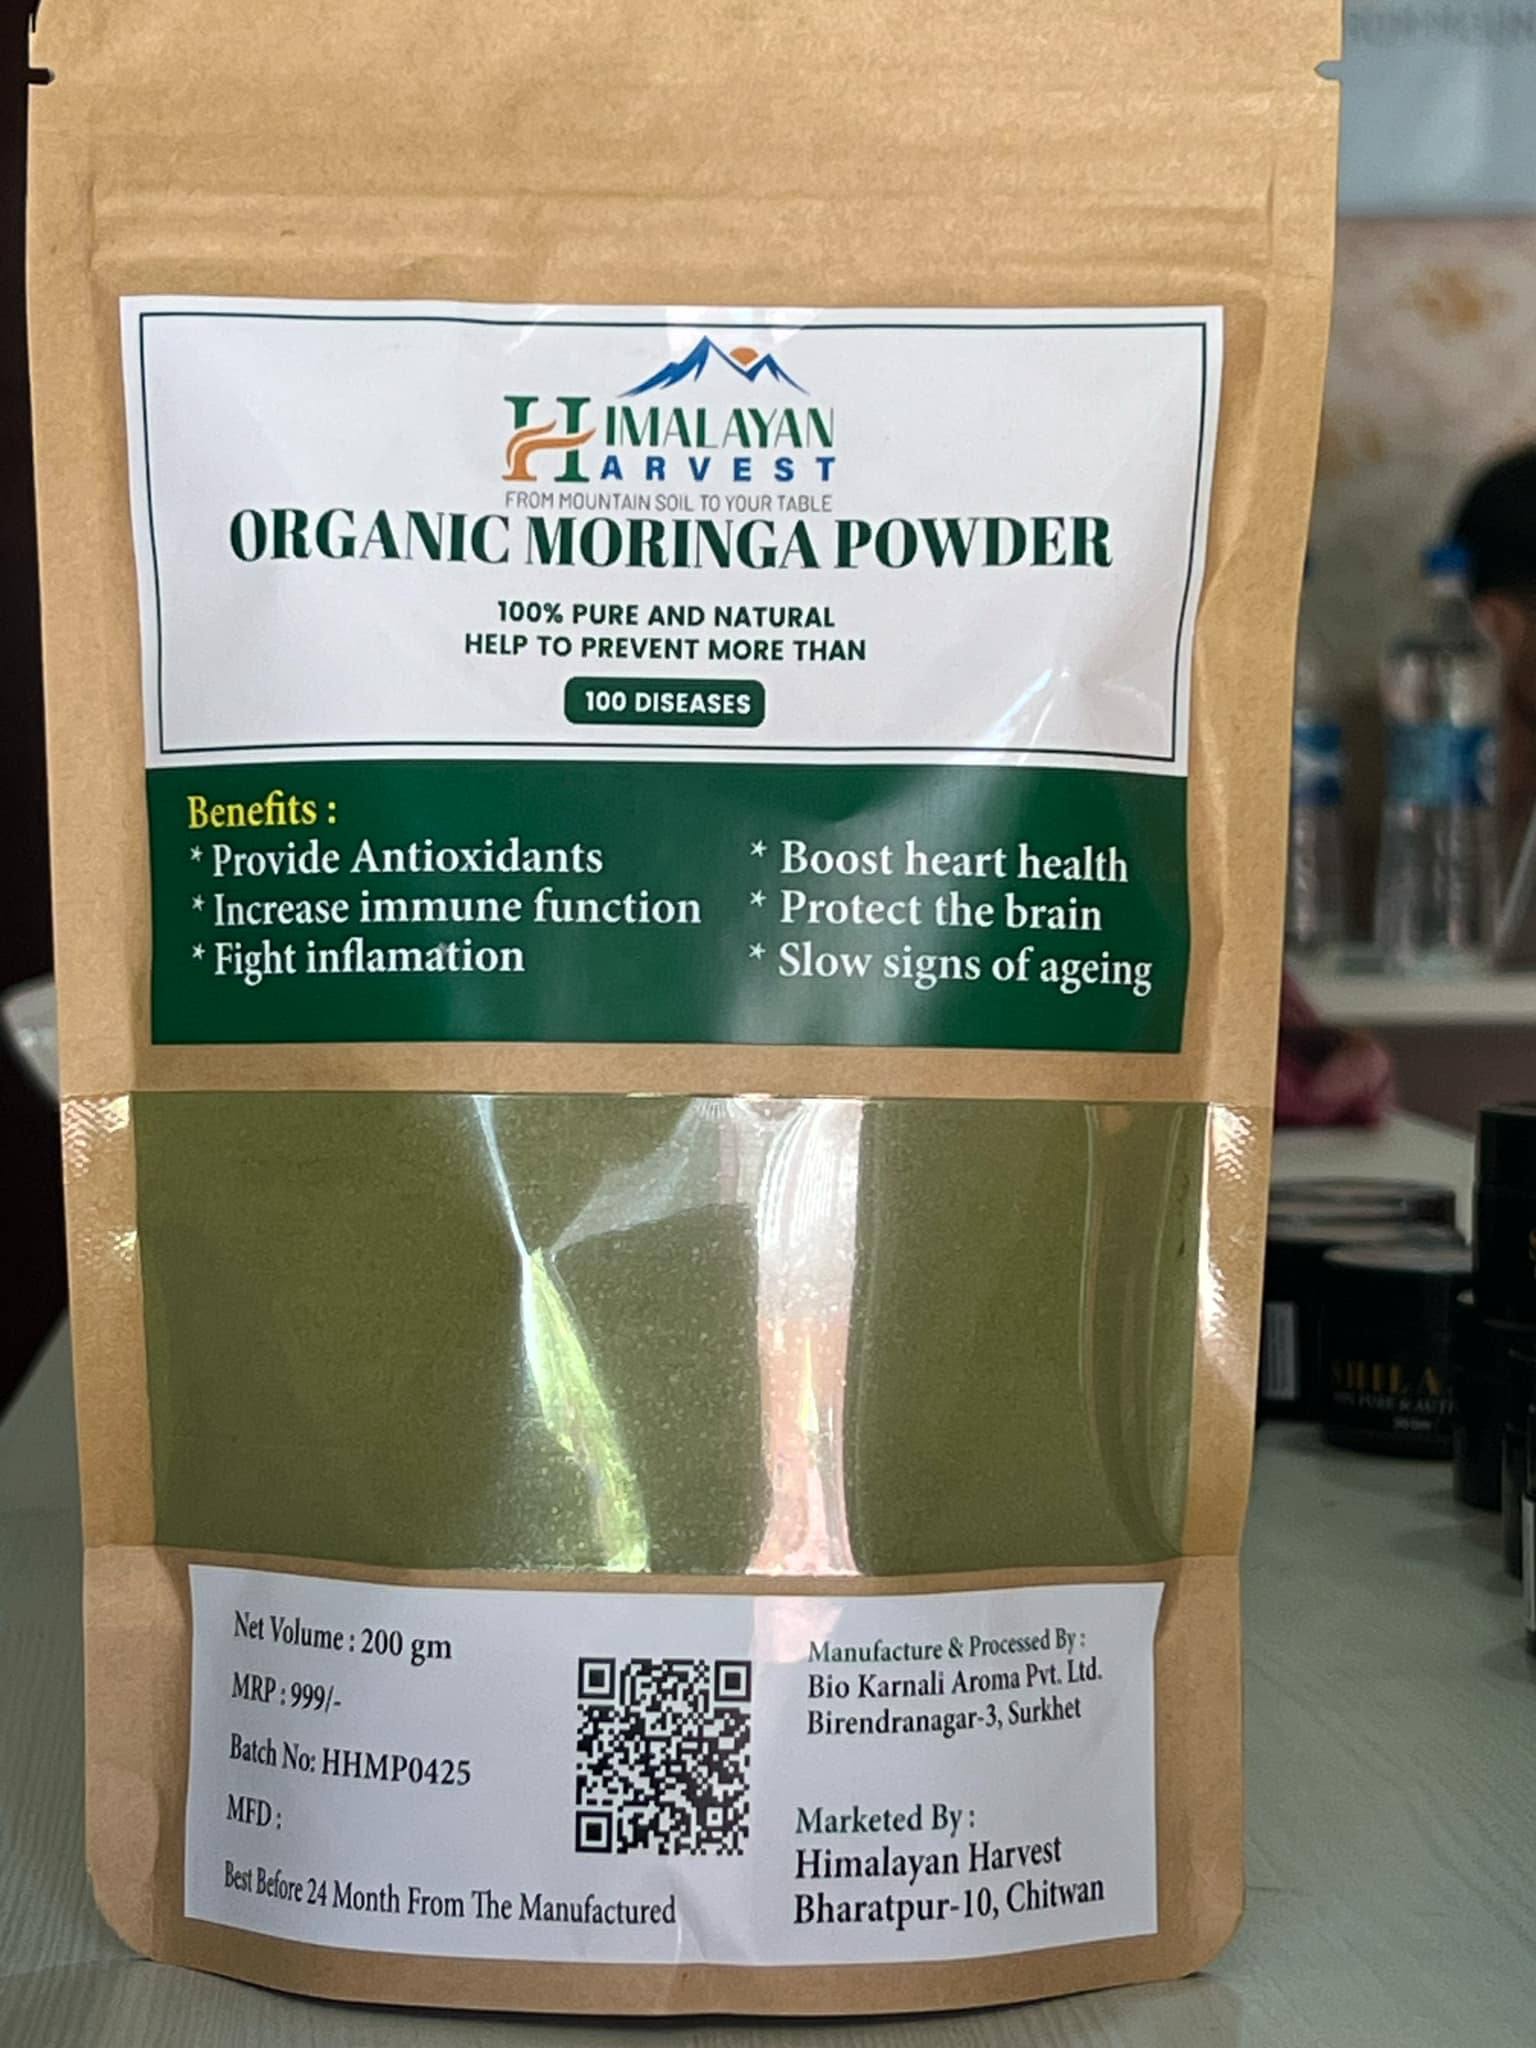 HIMALAYAN
HARVEST
FROM MOUNTAIN SOIL TO YOUR TABLE
ORGANIC MORINGA POWDER
100% PURE AND NATURAL
HELP TO PREVENT MORE THAN
100 DISEASES
Benefits :
* Provide Antioxidants
* Increase immune function
* Fight inflamation
* Boost heart health
* Protect the brain
* Slow signs of ageing
Net Volume : 200 gm
MRP : 999/-
Batch No: HHMP0425
MFD :
Best Before 24 Month From The Manufactured
Manufacture & Processed By :
Bio Karnali Aroma Pvt. Ltd.
Birendranagar-3, Surkhet
Marketed By :
Himalayan Harvest
Bharatpur-10, Chitwan